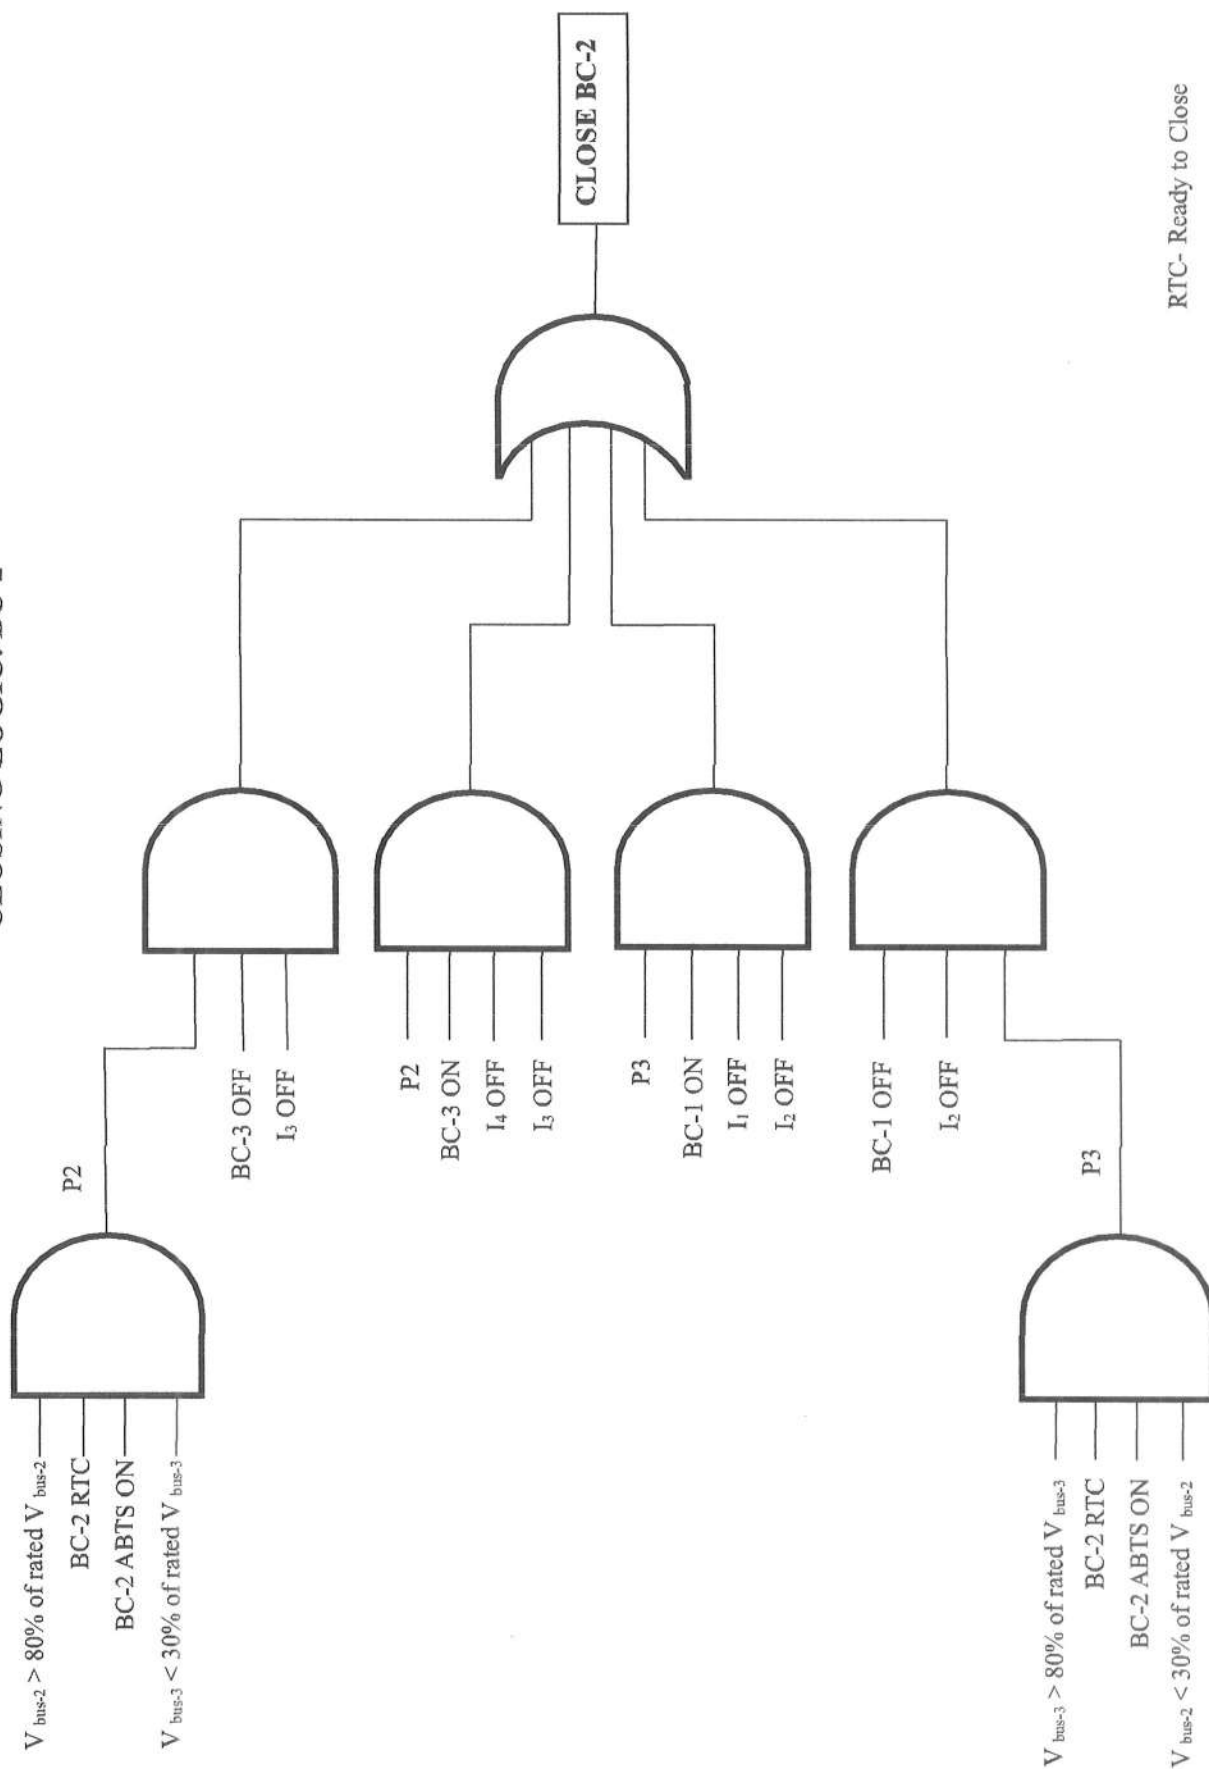 V bus-2 > 80% of rated V bus-2
BC-2 RTC
BC-2 ABTS ON
V bus-3 < 30% of rated V bus-3
P2
BC-3 OFF
I3 OFF
P2
BC-3 ON
I4 OFF
I3 OFF
P3
BC-1 ON
I1 OFF
I2 OFF
BC-1 OFF
I2 OFF
P3
V bus-3 > 80% of rated V bus-3
BC-2 RTC
BC-2 ABTS ON
V bus-2 < 30% of rated V bus-2
CLOSE BC-2
RTC- Ready to Close